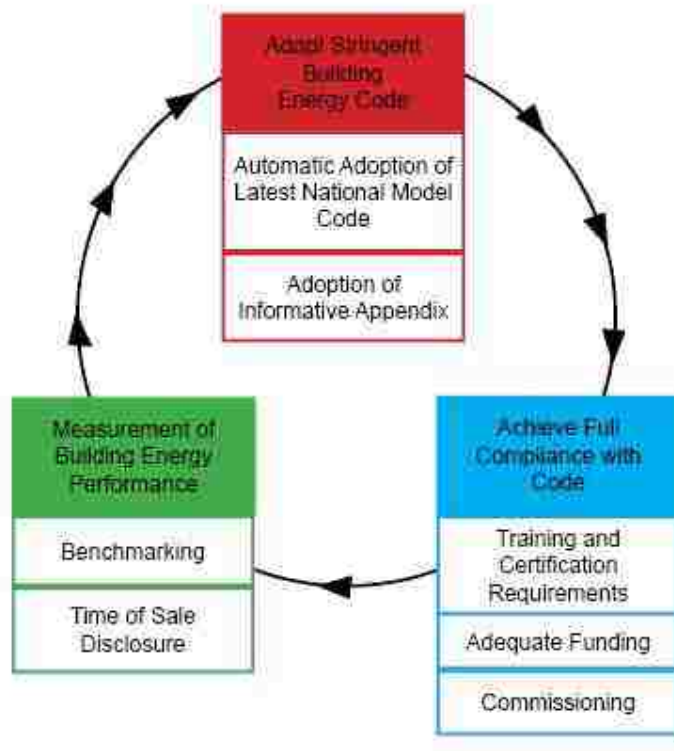 Adopt Stringent
Building
Energy Code
Automatic Adoption of
Latest National Model
Code
Adoption of
Informative Appendix
Measurement of
Building Energy
Performance
Benchmarking
Time of Sale
Disclosure
Achieve Full
Compliance with
Code
Training and
Certification
Requirements
Adequate Funding
Commissioning